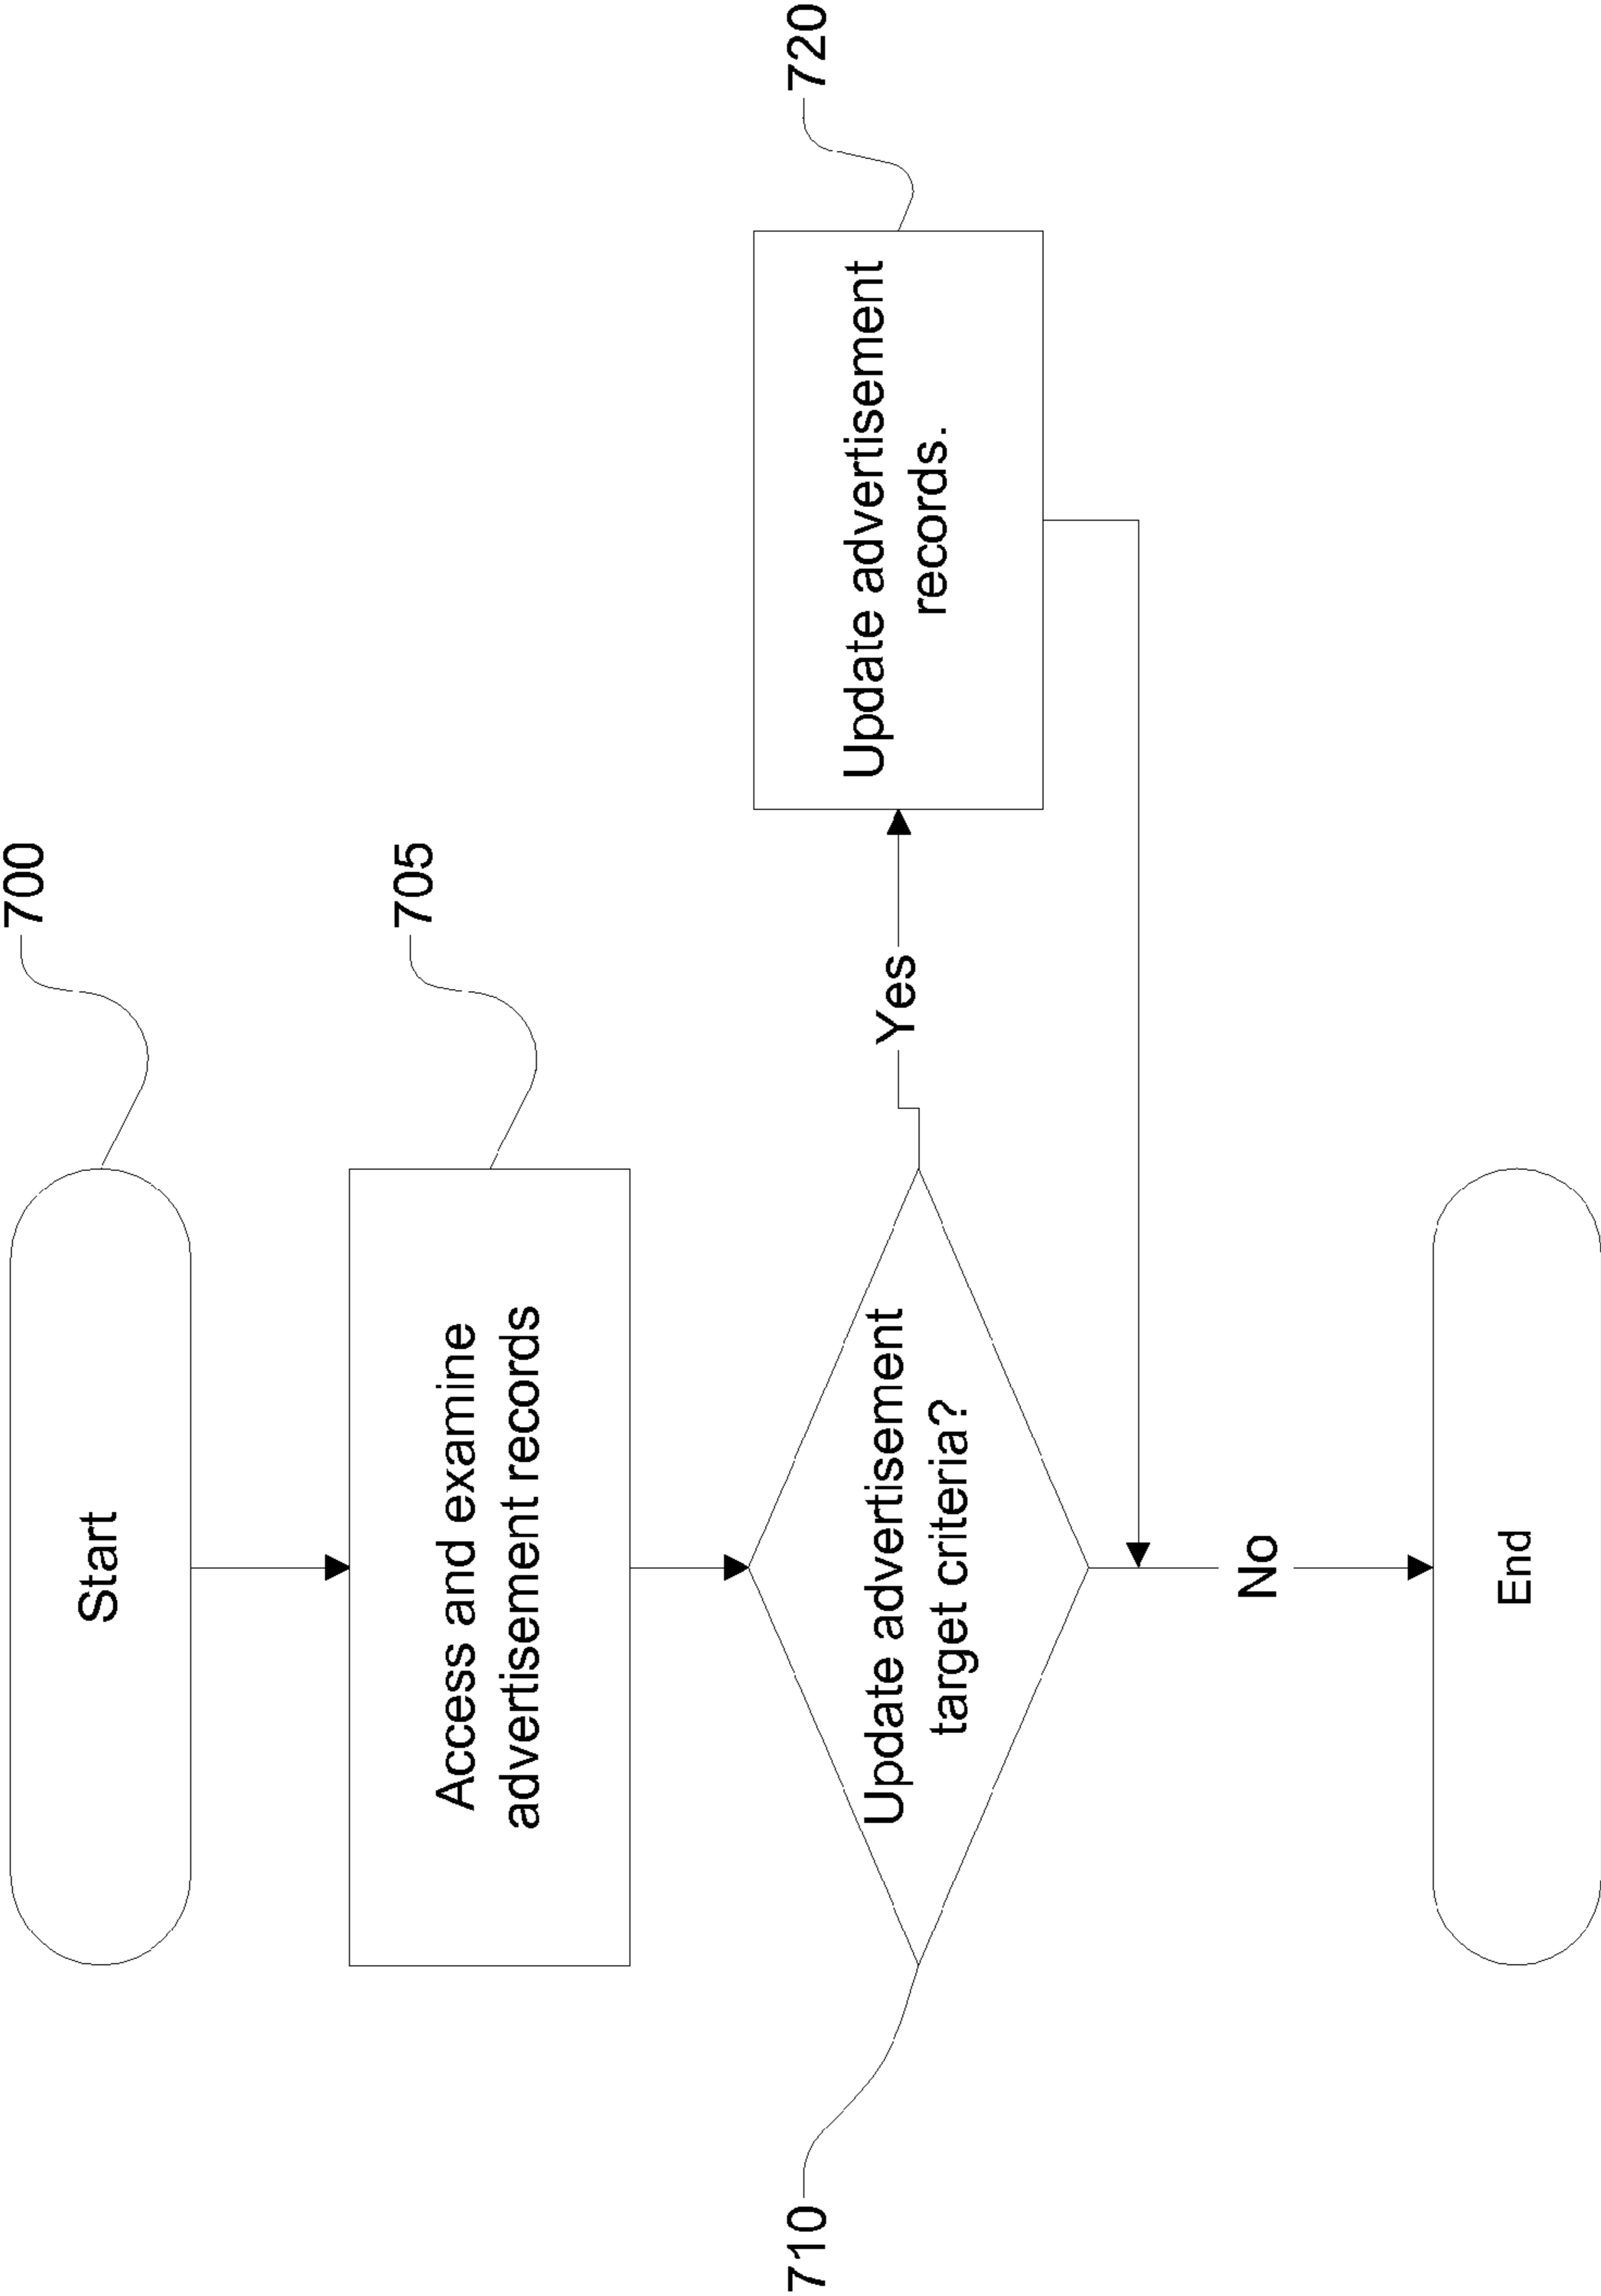 Start
700
Access and examine
advertisement records
705
710
Update advertisement
target criteria?
Yes
Update advertisement
records.
720
No
End